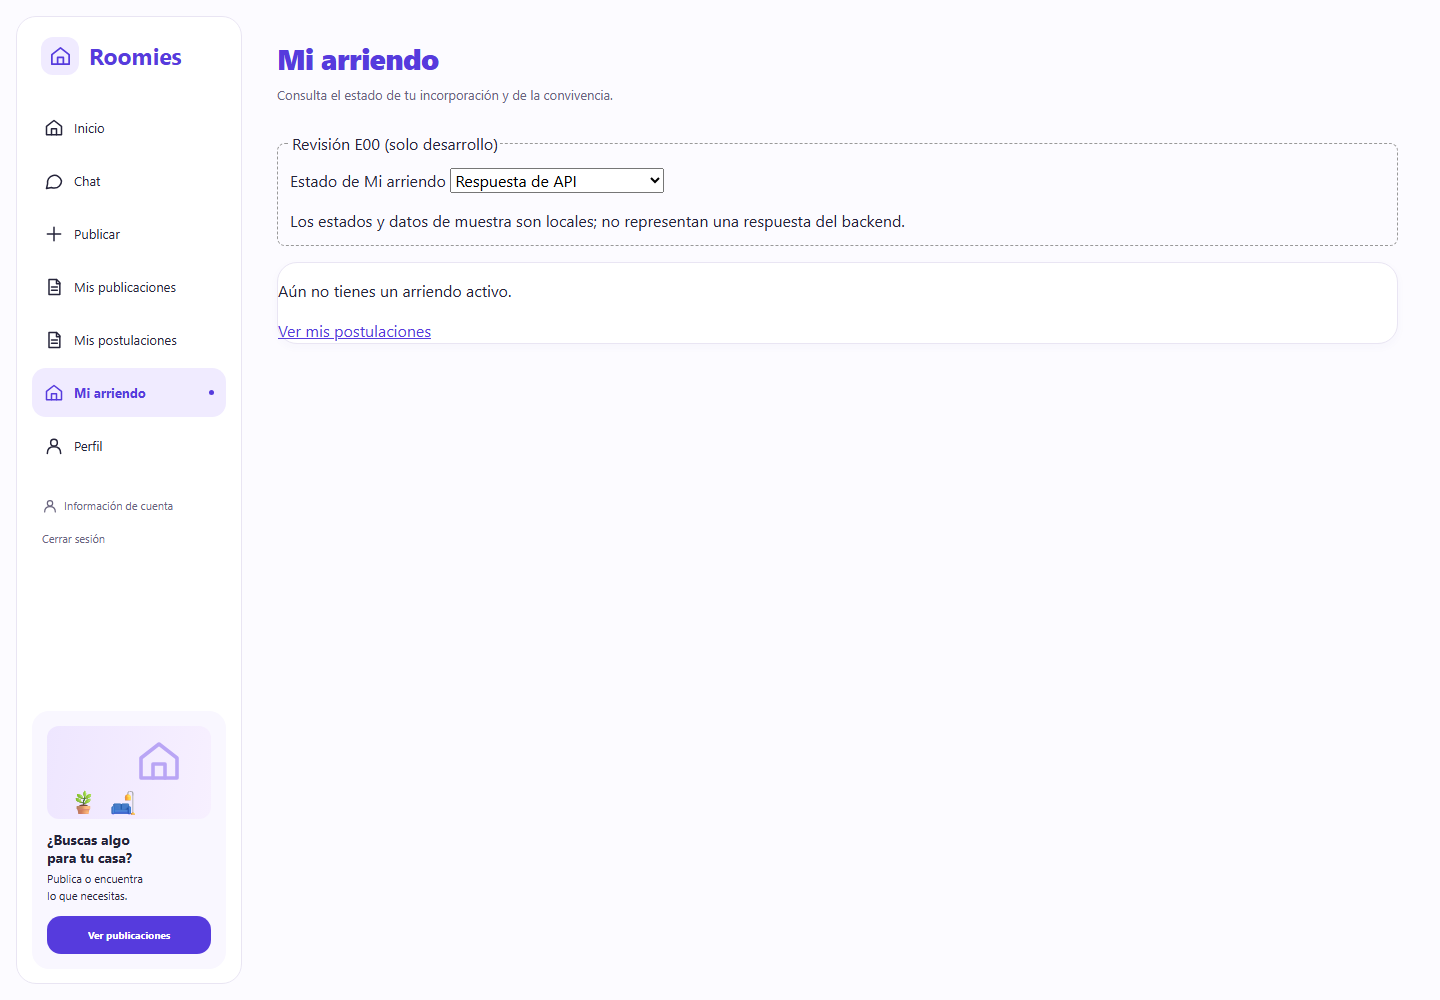 Roomies
Inicio
Chat
Publicar
Mis publicaciones
Mis postulaciones
Mi arriendo
Perfil
Información de cuenta
Cerrar sesión
¿Buscas algo
para tu casa?
Publica o encuentra
lo que necesitas.
Ver publicaciones
Mi arriendo
Consulta el estado de tu incorporación y de la convivencia.
Revisión E00 (solo desarrollo)
Estado de Mi arriendo Respuesta de API
Los estados y datos de muestra son locales; no representan una respuesta del backend.
Aún no tienes un arriendo activo.
Ver mis postulaciones